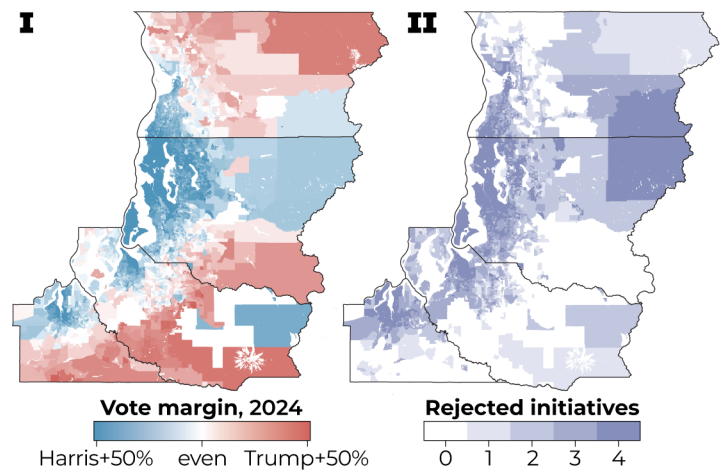 I
II
Vote margin, 2024
Harris+50% even Trump+50%
Rejected initiatives
0 1 2 3 4